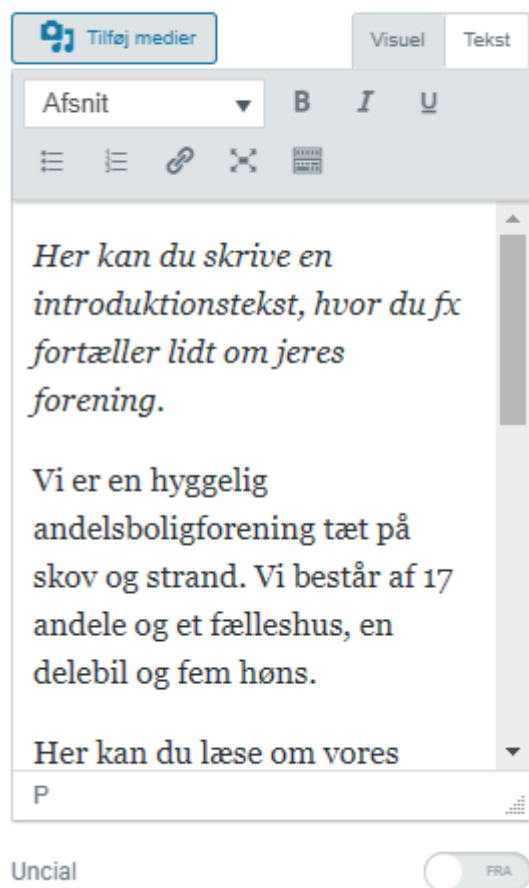 Tilføj medier
Visuel
Tekst
Afsnit
B
I
U
Her kan du skrive en
introduktionstekst, hvor du fx
fortæller lidt om jeres
forening.
Vi er en hyggelig
andelsboligforening tæt på
skov og strand. Vi består af 17
andele og et fælleshus, en
delebil og fem høns.
Her kan du læse om vores
P
Uncial
FRA